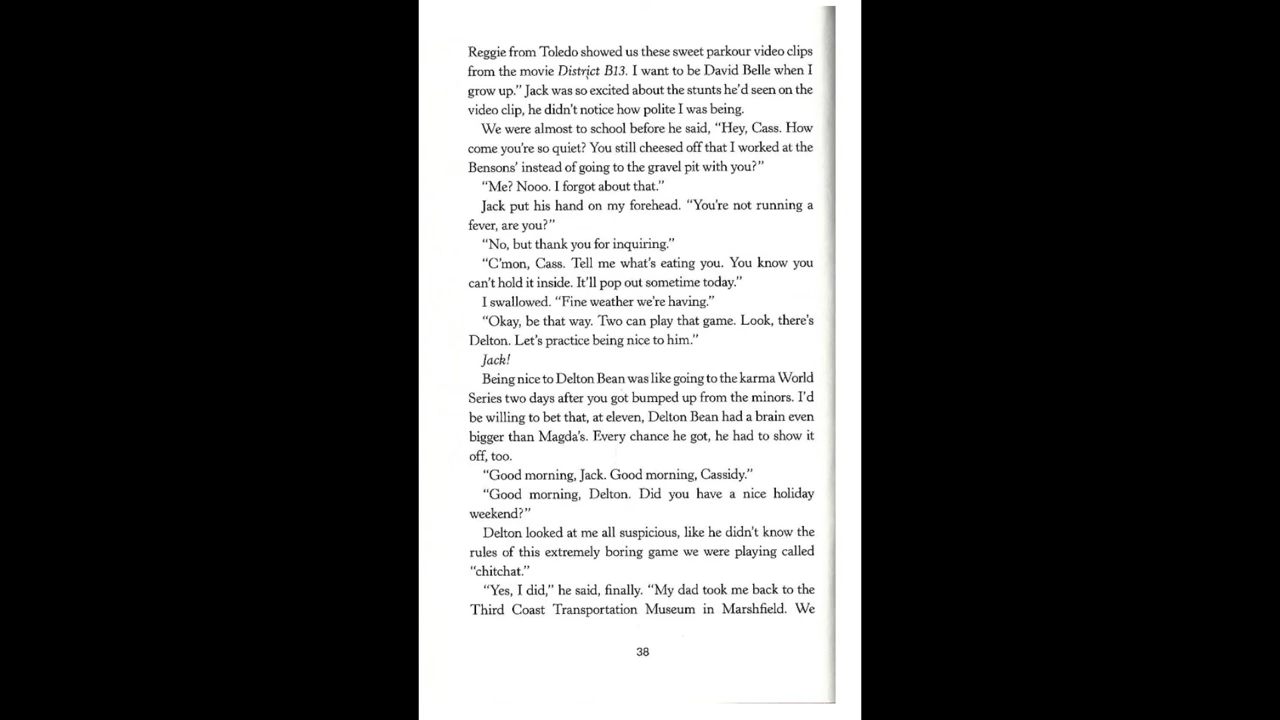 Reggie from Toledo showed us these sweet parkour video clips
from the movie District B13. I want to be David Belle when I
grow up.” Jack was so excited about the stunts he’d seen on the
video clip, he didn’t notice how polite I was being.
We were almost to school before he said, “Hey, Cass. How
come you’re so quiet? You still cheesed off that I worked at the
Bensons’ instead of going to the gravel pit with you?”
“Me? Nooo. I forgot about that.”
Jack put his hand on my forehead. “You’re not running a
fever, are you?”
“No, but thank you for inquiring.”
“C’mon, Cass. Tell me what’s eating you. You know you
can’t hold it inside. It’ll pop out sometime today.”
I swallowed. “Fine weather we’re having.”
“Okay, be that way. Two can play that game. Look, there’s
Delton. Let’s practice being nice to him.”
Jack!
Being nice to Delton Bean was like going to the karma World
Series two days after you got bumped up from the minors. I’d
be willing to bet that, at eleven, Delton Bean had a brain even
bigger than Magda’s. Every chance he got, he had to show it
off, too.
“Good morning, Jack. Good morning, Cassidy.”
“Good morning, Delton. Did you have a nice holiday
weekend?”
Delton looked at me all suspicious, like he didn’t know the
rules of this extremely boring game we were playing called
“chitchat.”
“Yes, I did,” he said, finally. “My dad took me back to the
Third Coast Transportation Museum in Marshfield. We
38